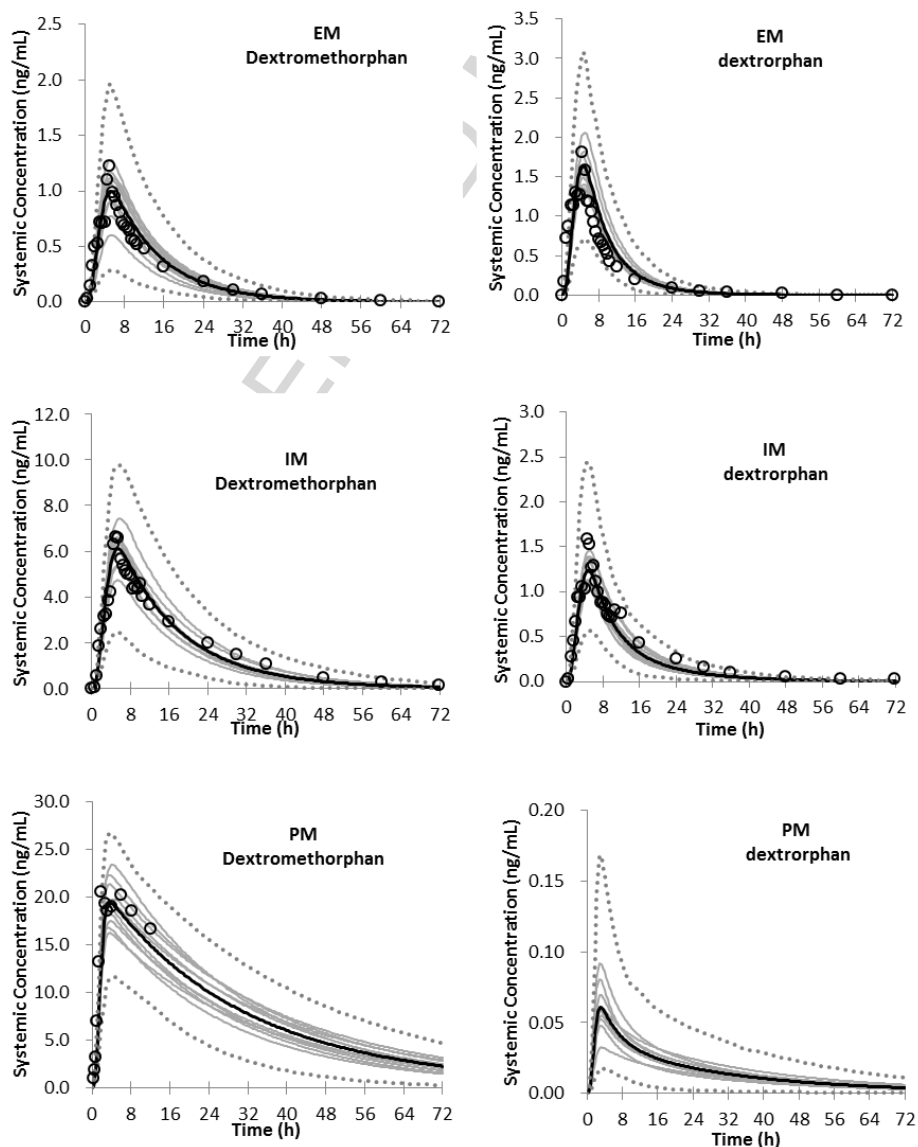 EM
Dextromethorphan
Systemic Concentration (ng/mL)
2.5
2.0
1.5
1.0
0.5
0.0
0 8 16 24 32 40 48 56 64 72
Time (h)
EM
dextrorphan
Systemic Concentration (ng/mL)
3.5
3.0
2.5
2.0
1.5
1.0
0.5
0.0
0 8 16 24 32 40 48 56 64 72
Time (h)
IM
Dextromethorphan
Systemic Concentration (ng/mL)
12.0
10.0
8.0
6.0
4.0
2.0
0.0
0 8 16 24 32 40 48 56 64 72
Time (h)
IM
dextrorphan
Systemic Concentration (ng/mL)
3.0
2.5
2.0
1.5
1.0
0.5
0.0
0 8 16 24 32 40 48 56 64 72
Time (h)
PM
Dextromethorphan
Systemic Concentration (ng/mL)
30.0
25.0
20.0
15.0
10.0
5.0
0.0
0 8 16 24 32 40 48 56 64 72
Time (h)
PM
dextrorphan
Systemic Concentration (ng/mL)
0.20
0.15
0.10
0.05
0.00
0 8 16 24 32 40 48 56 64 72
Time (h)